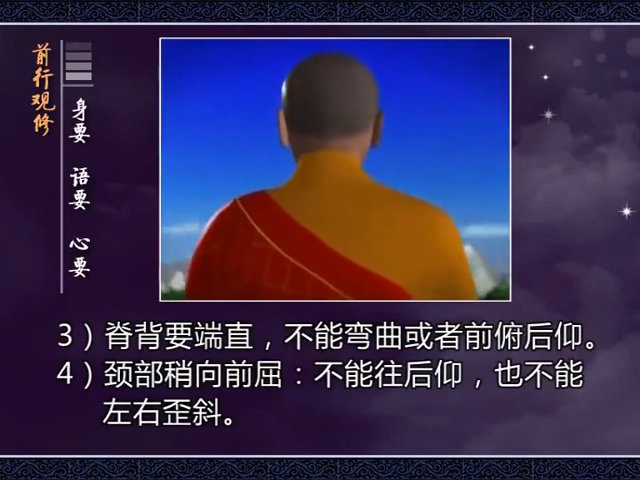 前行观修
身要 语要 心要
3）脊背要端直，不能弯曲或者前俯后仰。
4）颈部稍向前屈：不能往后仰，也不能
左右歪斜。